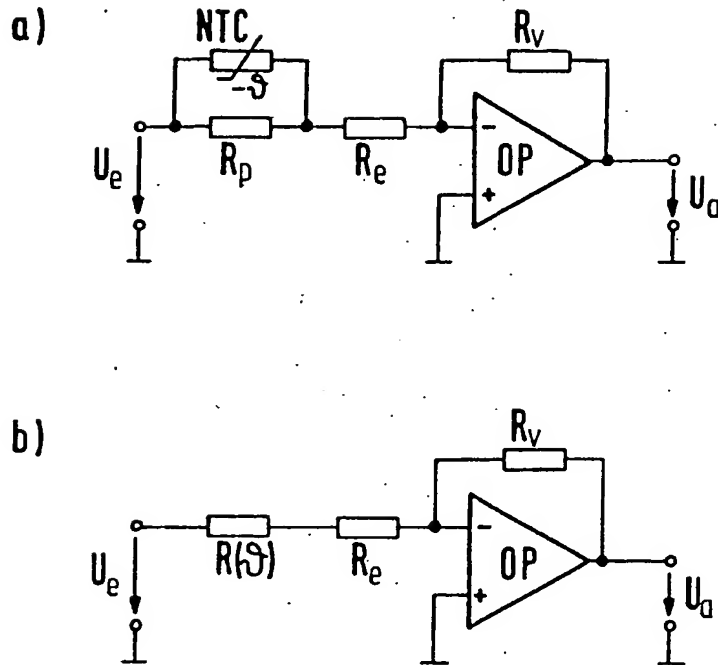 a)
NTC
-ϑ
Rv
Rp
Re
-
+
OP
Ue
Ua
b)
Rv
R(ϑ)
Re
-
+
OP
Ue
Ua